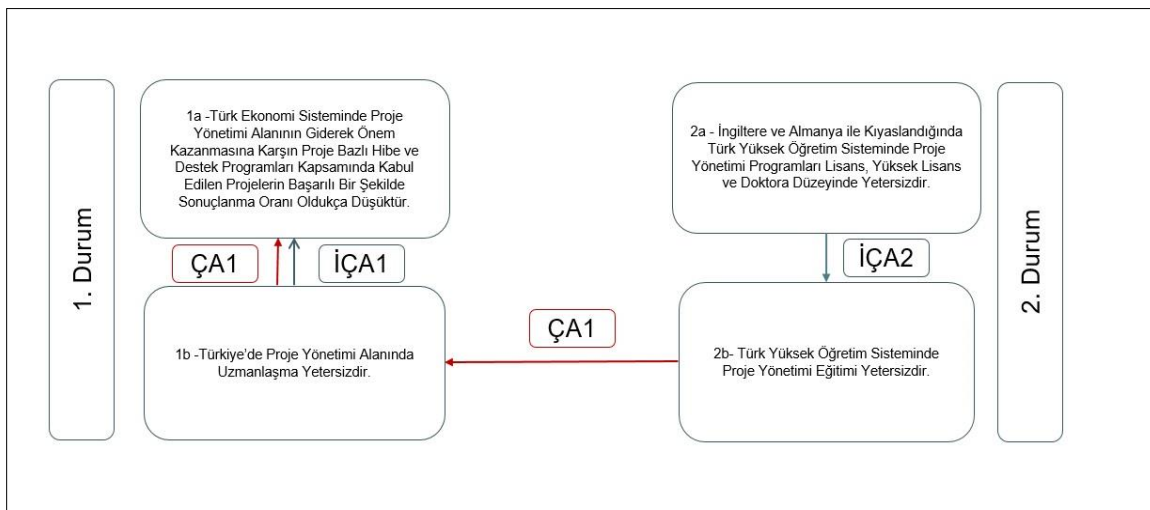 1. Durum
1a -Türk Ekonomi Sisteminde Proje
Yönetimi Alanının Giderek Önem
Kazanmasına Karşın Proje Bazlı Hibe ve
Destek Programları Kapsamında Kabul
Edilen Projelerin Başarılı Bir Şekilde
Sonuçlanma Oranı Oldukça Düşüktür.
ÇA1
İÇA1
1b -Türkiye'de Proje Yönetimi Alanında
Uzmanlaşma Yetersizdir.
ÇA1
2a - İngiltere ve Almanya ile Kıyaslandığında
Türk Yüksek Öğretim Sisteminde Proje
Yönetimi Programları Lisans, Yüksek Lisans
ve Doktora Düzeyinde Yetersizdir.
İÇA2
2b- Türk Yüksek Öğretim Sisteminde
Proje Yönetimi Eğitimi Yetersizdir.
2. Durum